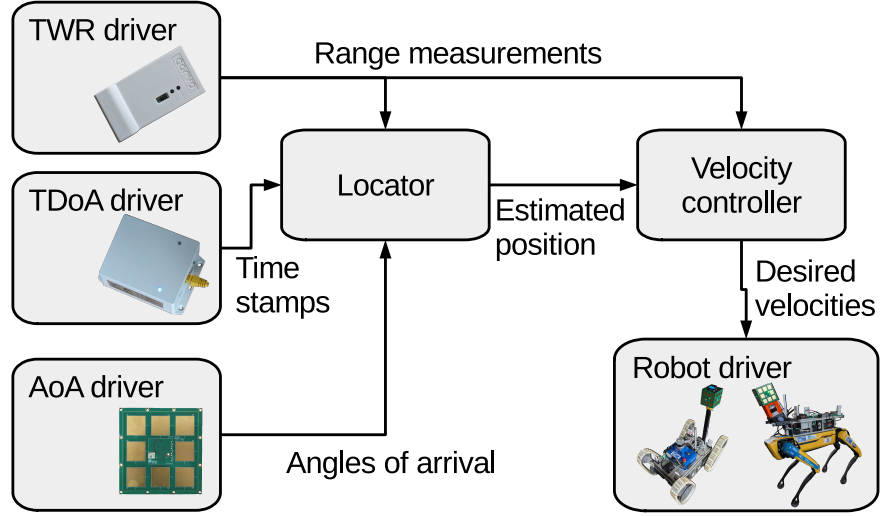 TWR driver
Range measurements
TDoA driver
Locator
Velocity
controller
Estimated
position
Time
stamps
Desired
velocities
AoA driver
Angles of arrival
Robot driver